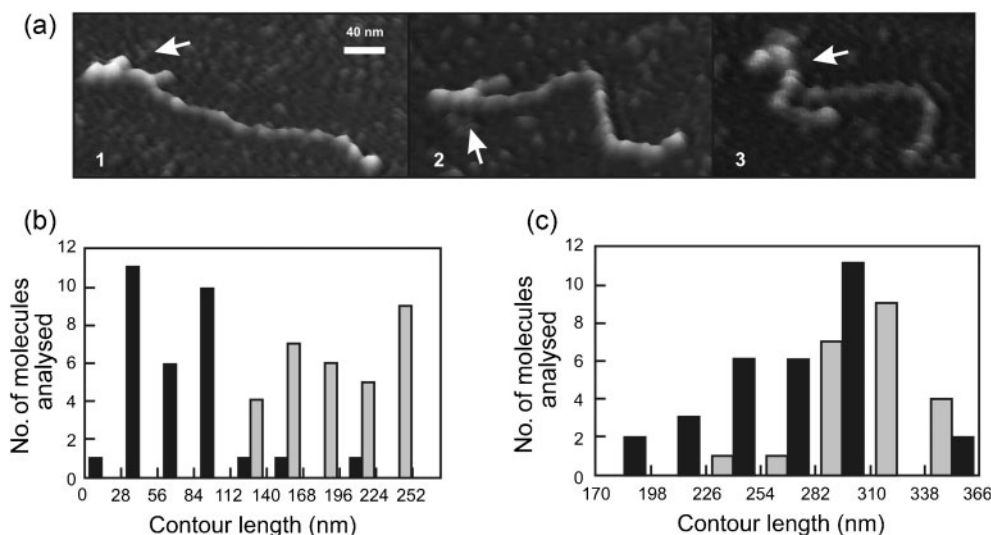 (a)
40 nm
1
2
3
(b)
12
10
8
6
4
2
0
No. of molecules
analysed
0 28 56 84 112 140 168 196 224 252
Contour length (nm)
(c)
12
10
8
6
4
2
0
No. of molecules
analysed
170 198 226 254 282 310 338 366
Contour length (nm)